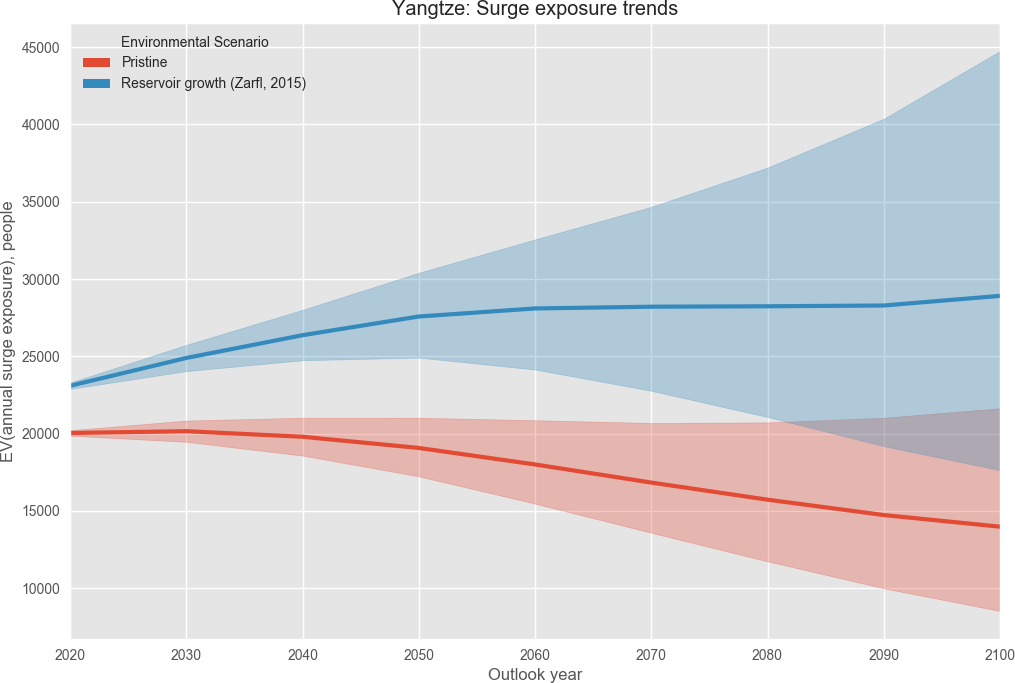 Yangtze: Surge exposure trends
Environmental Scenario
Pristine
Reservoir growth (Zarfl, 2015)
EV(annual surge exposure), people
45000
40000
35000
30000
25000
20000
15000
10000
2020 2030 2040 2050 2060 2070 2080 2090 2100
Outlook year